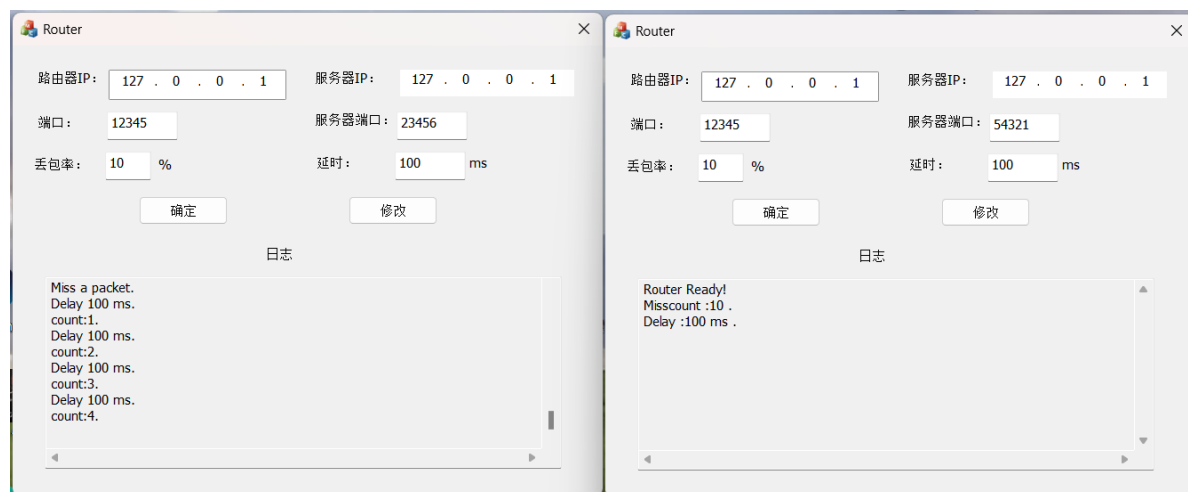 Router
路由器IP： 127 . 0 . 0 . 1 服务器IP： 127 . 0 . 0 . 1
端口： 12345 服务器端口： 23456
丢包率： 10 % 延时： 100 ms
确定 修改
日志
Miss a packet.
Delay 100 ms.
count:1.
Delay 100 ms.
count:2.
Delay 100 ms.
count:3.
Delay 100 ms.
count:4.
Router
路由器IP： 127 . 0 . 0 . 1 服务器IP： 127 . 0 . 0 . 1
端口： 12345 服务器端口： 54321
丢包率： 10 % 延时： 100 ms
确定 修改
日志
Router Ready!
Misscount :10 .
Delay :100 ms .